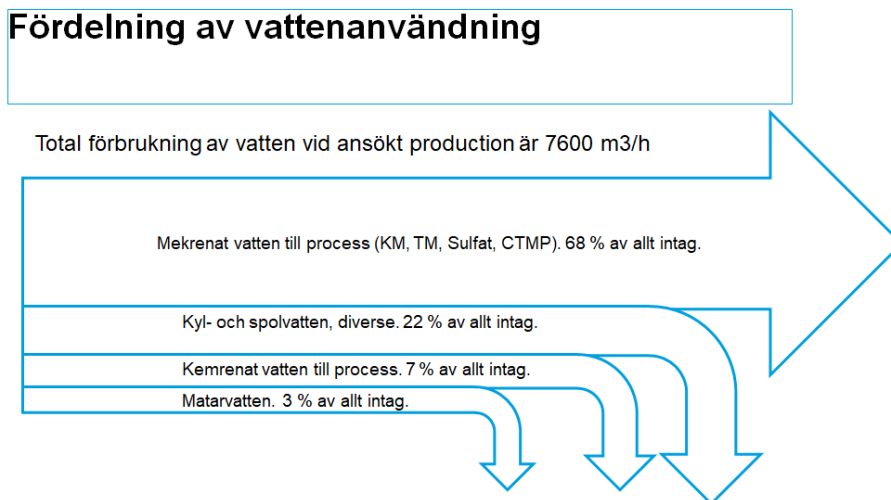 Fördelning av vattenanvändning
Total förbrukning av vatten vid ansökt production är 7600 m3/h
Mekrenat vatten till process (KM, TM, Sulfat, CTMP). 68 % av allt intag.
Kyl- och spolvatten, diverse. 22 % av allt intag.
Kemrenat vatten till process. 7 % av allt intag.
Matarvatten.  3 % av allt intag.